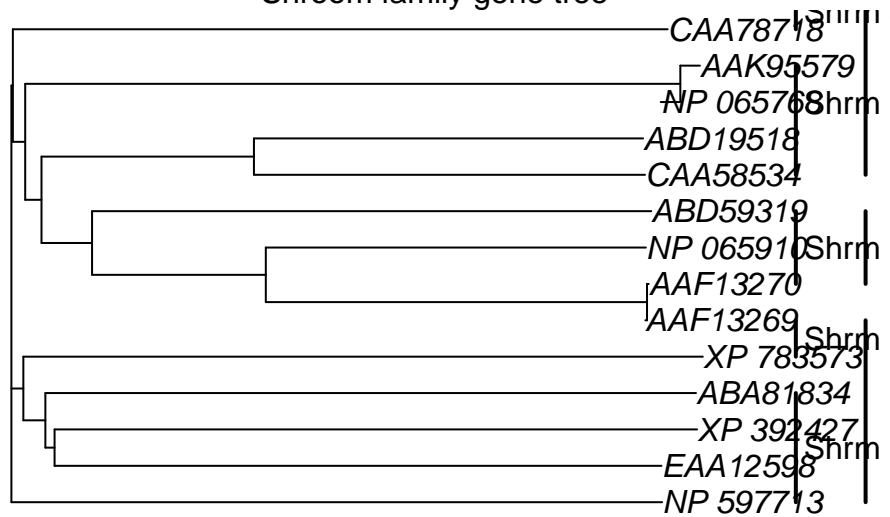 Shroom family gene tree
CAA78718
Shrm
AAK95579
NP 065768
Shrm
ABD19518
CAA58534
ABD59319
NP 065910
Shrm
AAF13270
AAF13269
Shrm
XP 783573
ABA81834
XP 392427
Shrm
EAA12598
NP 597713